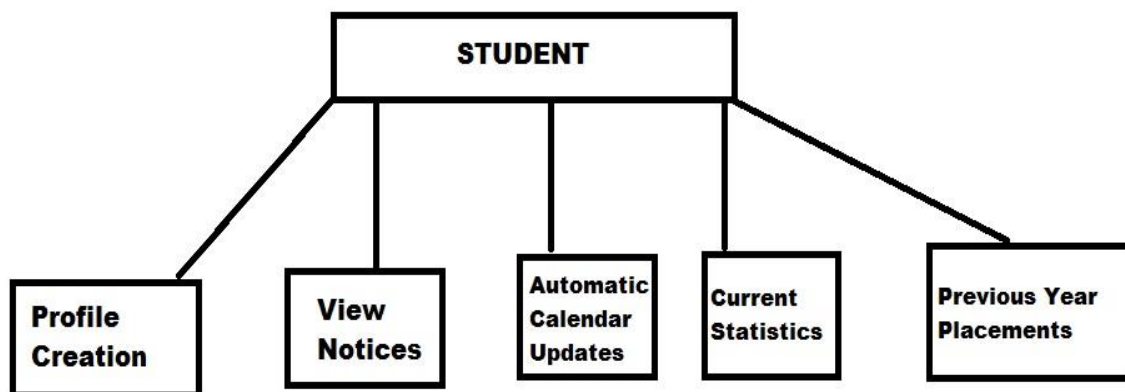 STUDENT
Profile
Creation
View
Notices
Automatic
Calendar
Updates
Current
Statistics
Previous Year
Placements